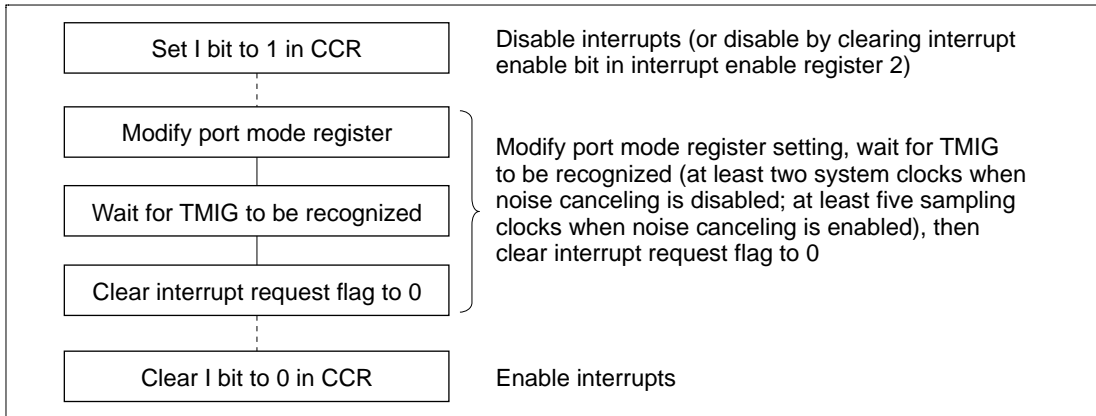 Set I bit to 1 in CCR
Disable interrupts (or disable by clearing interrupt
enable bit in interrupt enable register 2)
Modify port mode register
Wait for TMIG to be recognized
Clear interrupt request flag to 0
Modify port mode register setting, wait for TMIG
to be recognized (at least two system clocks when
noise canceling is disabled; at least five sampling
clocks when noise canceling is enabled), then
clear interrupt request flag to 0
Clear I bit to 0 in CCR
Enable interrupts